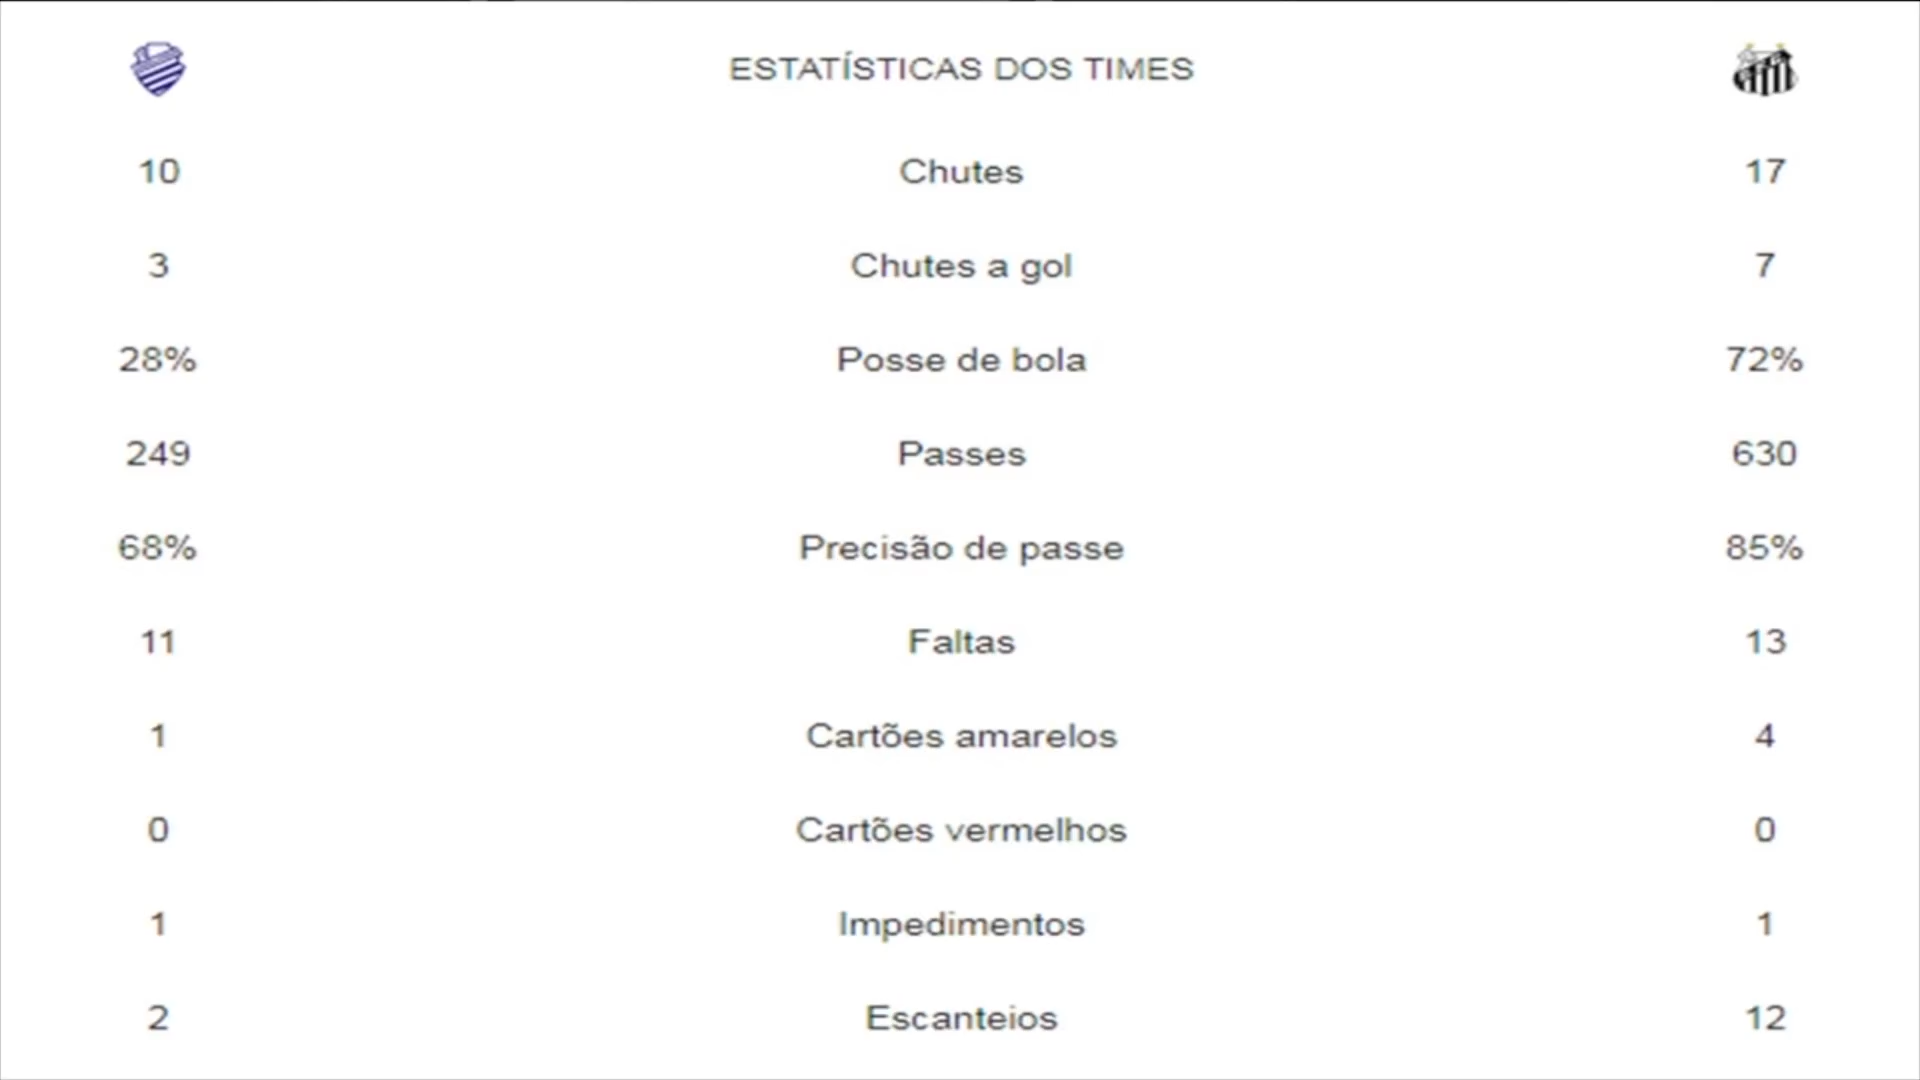 ESTATÍSTICAS DOS TIMES
10 Chutes 17
3 Chutes a gol 7
28% Posse de bola 72%
249 Passes 630
68% Precisão de passe 85%
11 Faltas 13
1 Cartões amarelos 4
0 Cartões vermelhos 0
1 Impedimentos 1
2 Escanteios 12